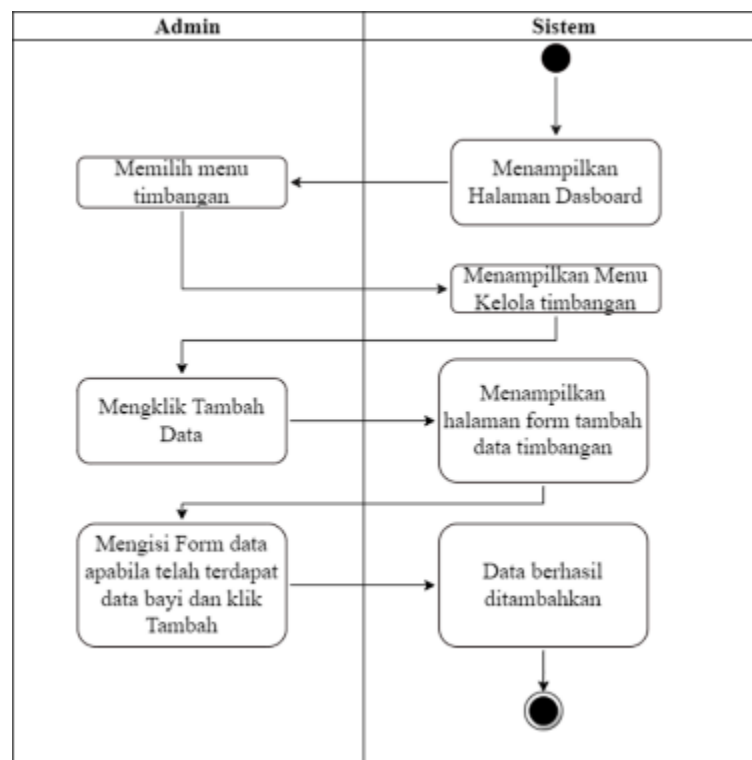 Admin
Sistem
Menampilkan
Halaman Dasboard
Memilih menu
timbangan
Menampilkan Menu
Kelola timbangan
Mengklik Tambah
Data
Menampilkan
halaman form tambah
data timbangan
Mengisi Form data
apabila telah terdapat
data bayi dan klik
Tambah
Data berhasil
ditambahkan